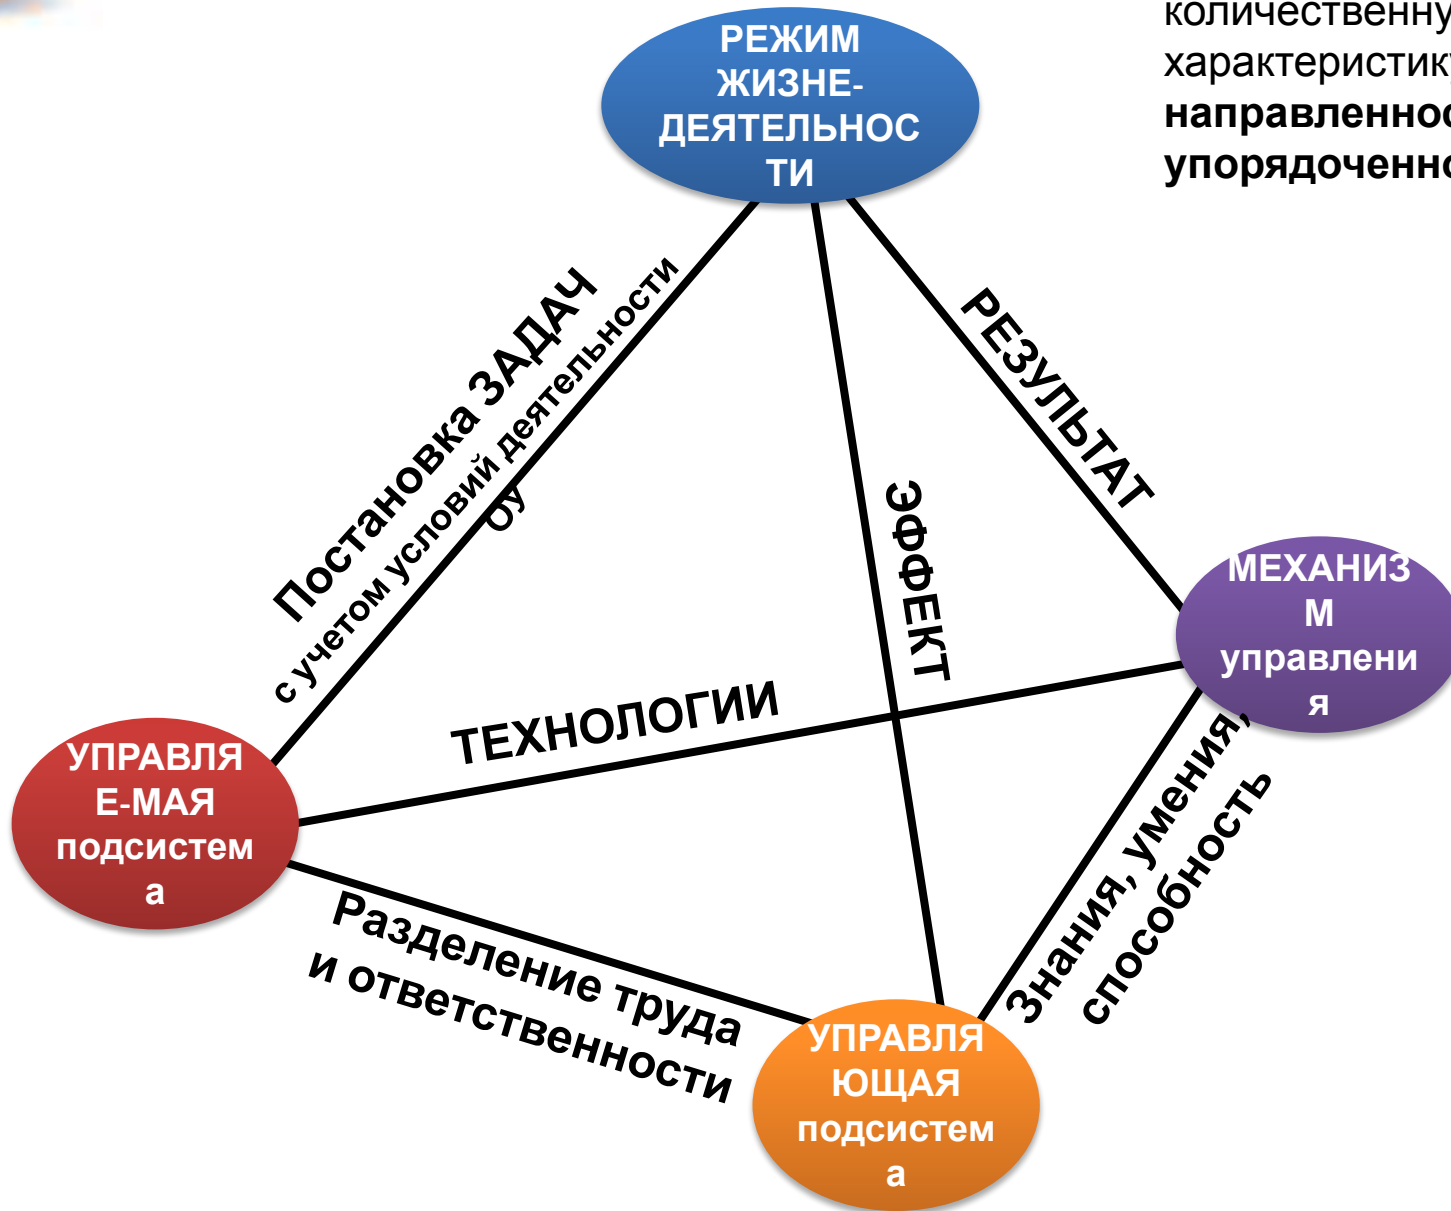 количественну
характеристик
направленнос
упорядоченно
РЕЖИМ
ЖИЗНЕ-
ДЕЯТЕЛЬНОС
ТИ
Постановка ЗАДАЧ
с учетом условий деятельности
ОУ
РЕЗУЛЬТАТ
ЭФФЕКТ
МЕХАНИЗ
М
управлени
я
ТЕХНОЛОГИИ
УПРАВЛЯ
Е-МАЯ
подсистем
а
Знания, умения,
способность
Разделение труда
и ответственности
УПРАВЛЯ
ЮЩАЯ
подсистем
а